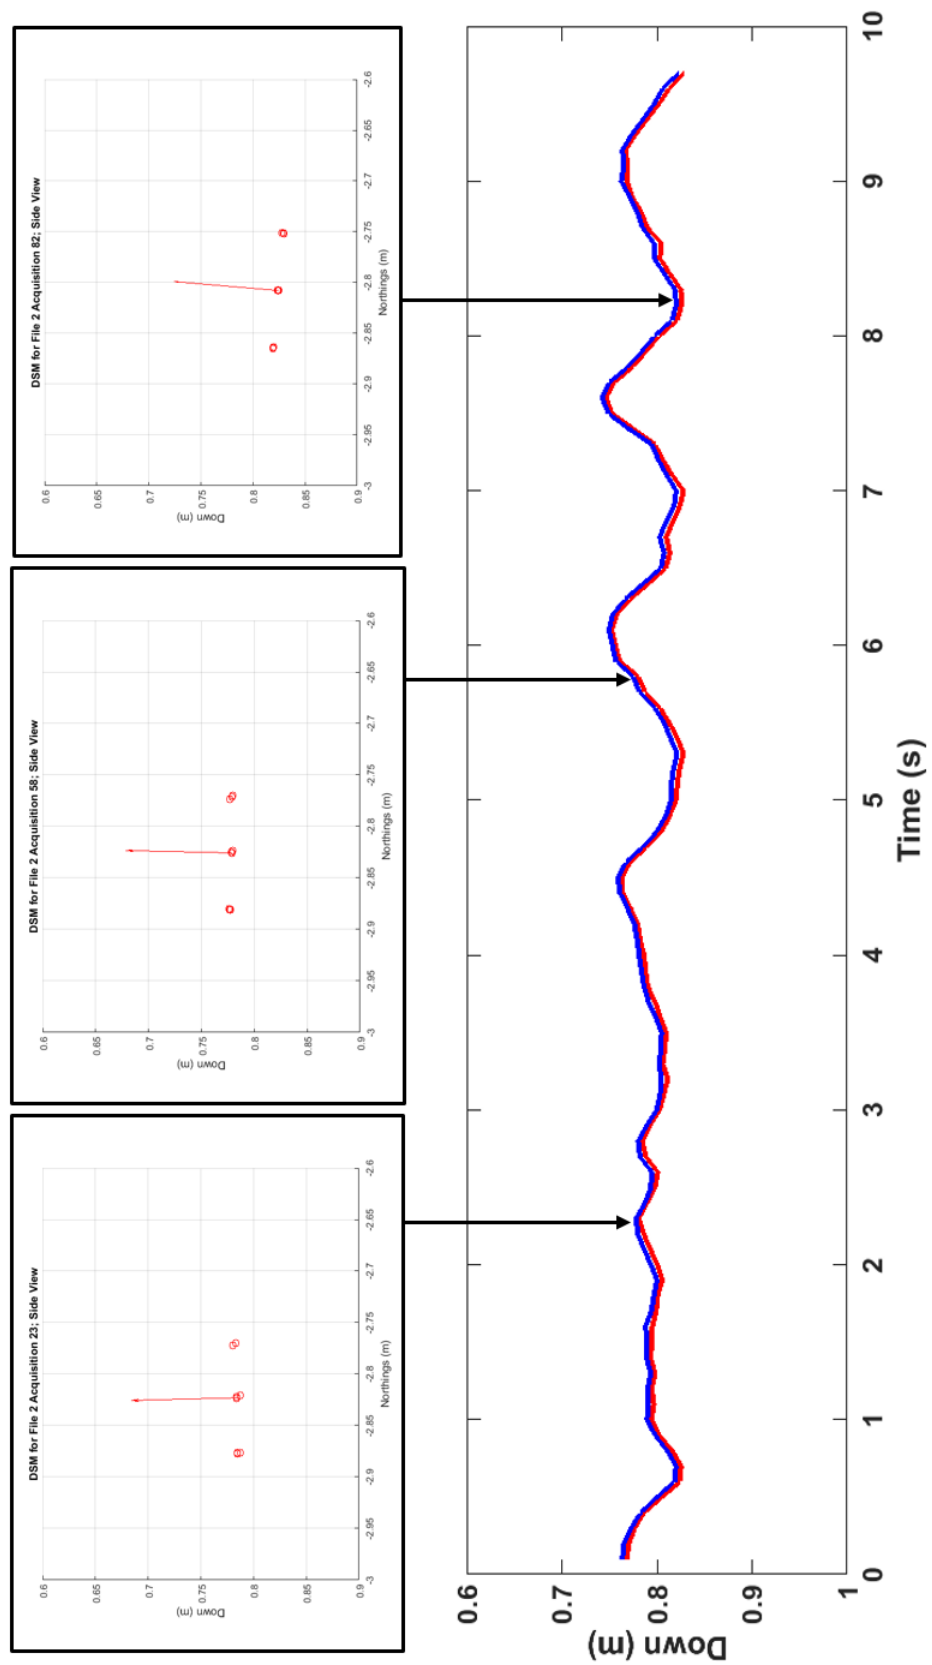 DSM for File 2 Acquisition 23; Side View
0.6
0.65
0.7
0.75
0.8
0.85
0.9
Down (m)
-3 -2.95 -2.9 -2.85 -2.8 -2.75 -2.7 -2.65 -2.6
Northings (m)
DSM for File 2 Acquisition 58; Side View
0.6
0.65
0.7
0.75
0.8
0.85
0.9
Down (m)
-3 -2.95 -2.9 -2.85 -2.8 -2.75 -2.7 -2.65 -2.6
Northings (m)
DSM for File 2 Acquisition 82; Side View
0.6
0.65
0.7
0.75
0.8
0.85
0.9
Down (m)
-3 -2.95 -2.9 -2.85 -2.8 -2.75 -2.7 -2.65 -2.6
Northings (m)
0.6
0.7
0.8
0.9
1
Down (m)
0 1 2 3 4 5 6 7 8 9 10
Time (s)